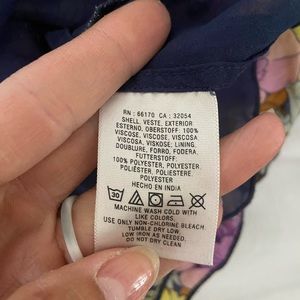 RN : 66170 CA : 32054
SHELL, VESTE, EXTERIOR
ESTERNO, OBERSTOFF: 100%
VISCOSE, VISCOSE, VISCOSA
VISCOSA, VISKOSE; LINING,
DOUBLURE, FORRO, FODERA,
FUTTERSTOFF:
100% POLYESTER, POLYESTER,
POLIÉSTER, POLIESTERE,
POLYESTER
HECHO EN INDIA
30
MACHINE WASH COLD WITH
LIKE COLORS.
USE ONLY NON-CHLORINE BLEACH
TUMBLE DRY LOW
LOW IRON AS NEEDED
DO NOT DRY CLEAN